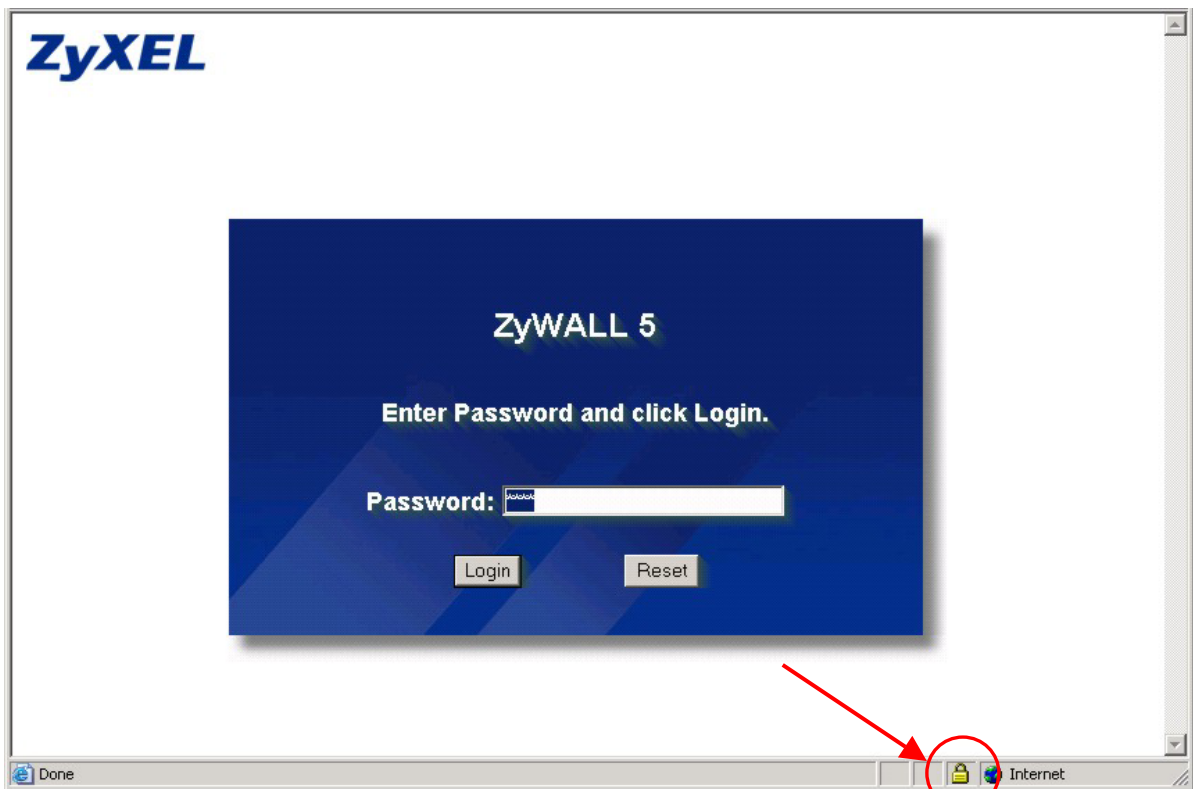 ZyXEL
ZyWALL 5
Enter Password and click Login.
Password: ****
Login Reset
Done Internet